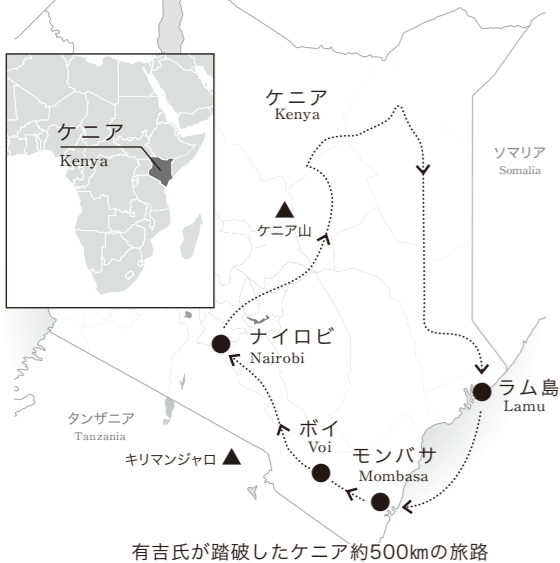 ケニア
Kenya
ケニア
Kenya
ソマリア
Somalia
ケニア山
ナイロビ
Nairobi
ラム島
Lamu
タンザニア
Tanzania
ボイ
Voi
モンバサ
Mombasa
キリマンジャロ
有吉氏が踏破したケニア約500kmの旅路